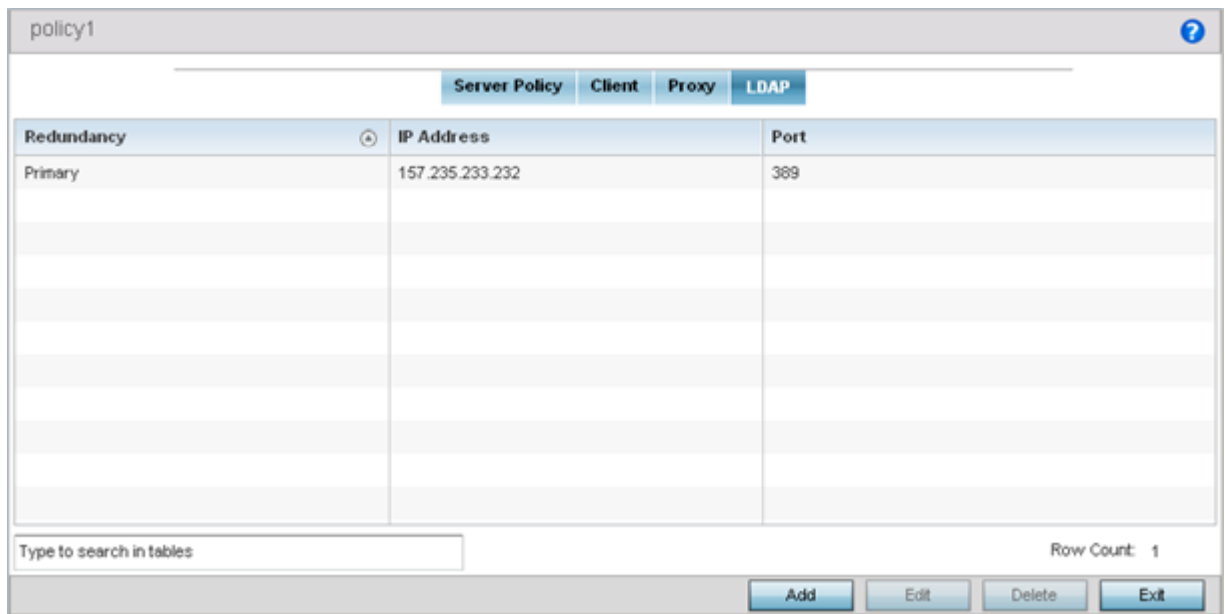 policy1
?
Server Policy Client Proxy LDAP
Redundancy IP Address Port
Primary 157.235.233.232 389
Type to search in tables Row Count: 1
Add Edit Delete Exit